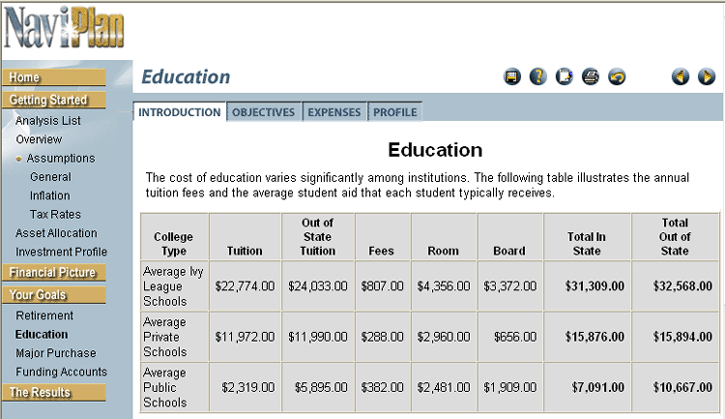 NaviPlan
Home
Getting Started
Analysis List
Overview
Assumptions
General
Inflation
Tax Rates
Asset Allocation
Investment Profile
Financial Picture
Your Goals
Retirement
Education
Major Purchase
Funding Accounts
The Results
Education
INTRODUCTION OBJECTIVES EXPENSES PROFILE
Education
The cost of education varies significantly among institutions. The following table illustrates the annual
tuition fees and the average student aid that each student typically receives.
College Type Tuition Out of State Tuition Fees Room Board Total In State Total Out of State
Average Ivy League Schools $22,774.00 $24,033.00 $807.00 $4,356.00 $3,372.00 $31,309.00 $32,568.00
Average Private Schools $11,972.00 $11,990.00 $288.00 $2,960.00 $656.00 $15,876.00 $15,894.00
Average Public Schools $2,319.00 $5,895.00 $382.00 $2,481.00 $1,909.00 $7,091.00 $10,667.00